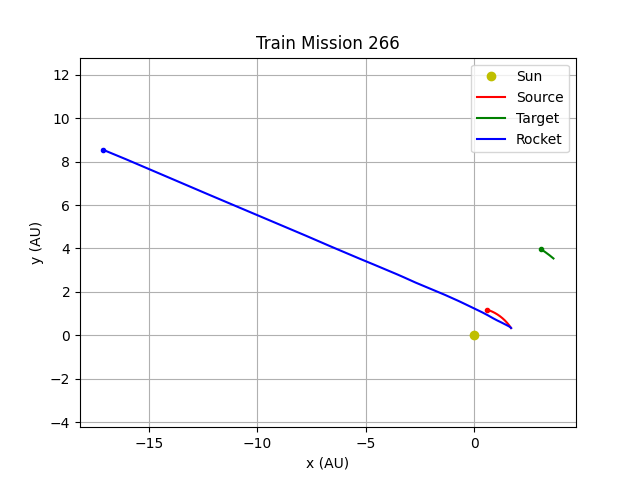 Train Mission 266
Sun
Source
Target
Rocket
12
10
8
6
4
2
0
−2
−4
y (AU)
−15
−10
−5
0
x (AU)